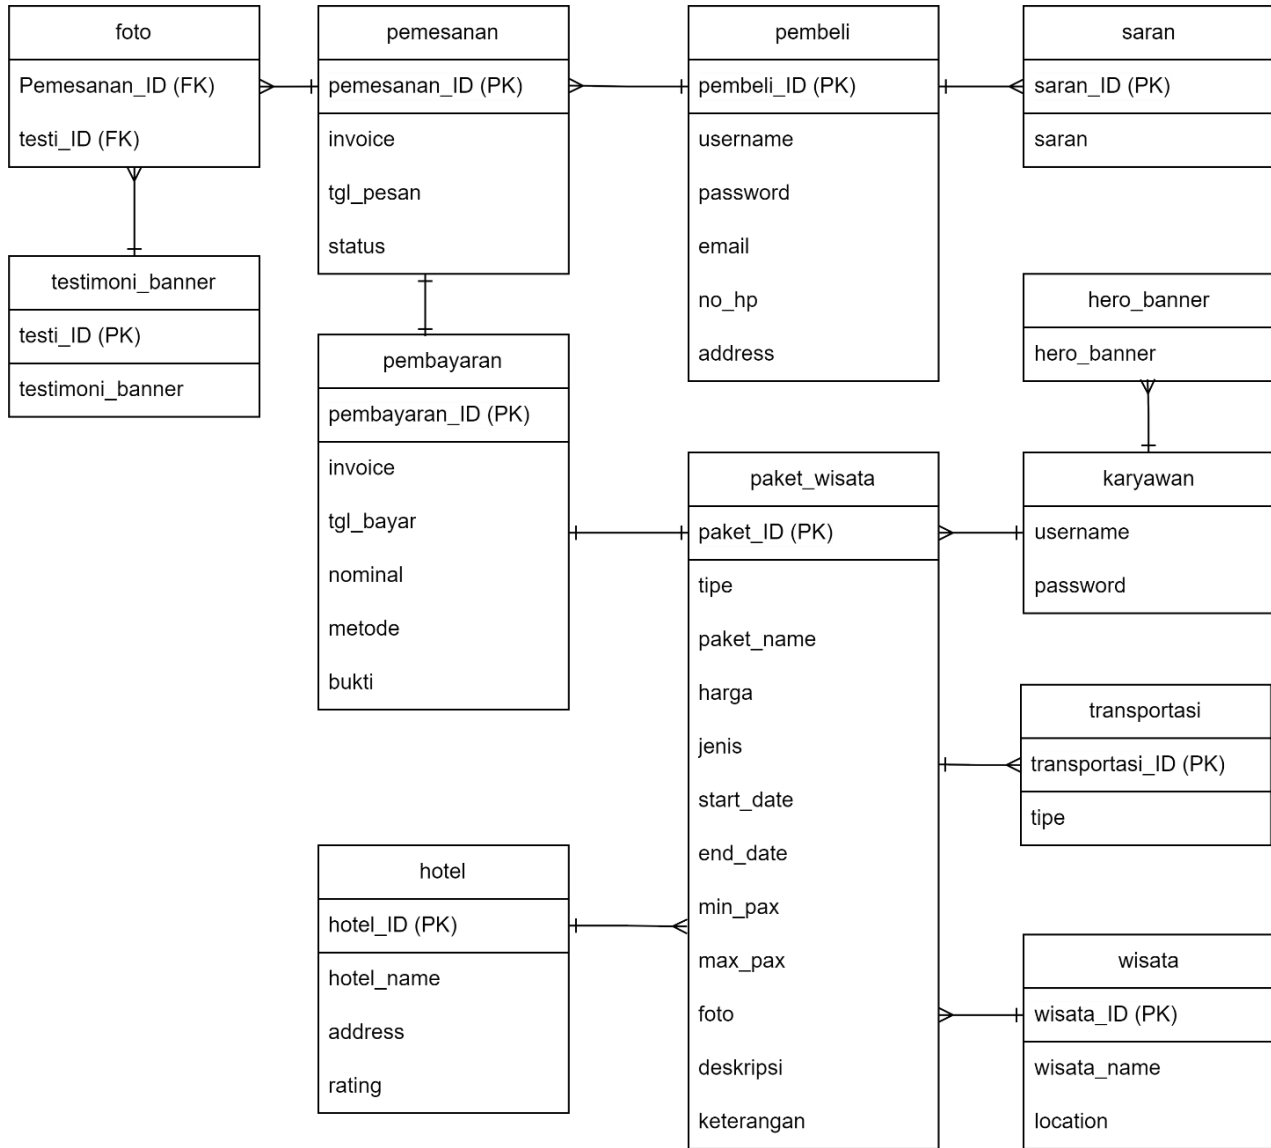 foto
Pemesanan_ID (FK)
testi_ID (FK)
testimoni_banner
testi_ID (PK)
testimoni_banner
pemesanan
pemesanan_ID (PK)
invoice
tgl_pesan
status
pembayaran
pembayaran_ID (PK)
invoice
tgl_bayar
nominal
metode
bukti
hotel
hotel_ID (PK)
hotel_name
address
rating
pembeli
pembeli_ID (PK)
username
password
email
no_hp
address
paket_wisata
paket_ID (PK)
tipe
paket_name
harga
jenis
start_date
end_date
min_pax
max_pax
foto
deskripsi
keterangan
saran
saran_ID (PK)
saran
hero_banner
hero_banner
karyawan
username
password
transportasi
transportasi_ID (PK)
tipe
wisata
wisata_ID (PK)
wisata_name
location